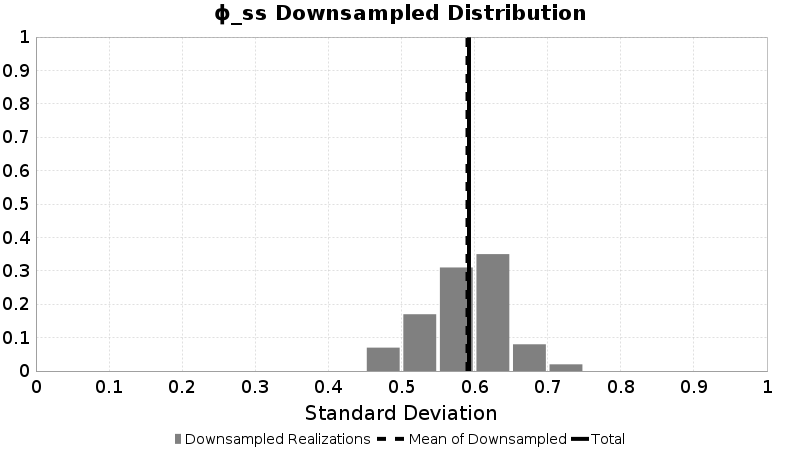 ϕ_ss Downsampled Distribution
1
0.9
0.8
0.7
0.6
0.5
0.4
0.3
0.2
0.1
0
0 0.1 0.2 0.3 0.4 0.5 0.6 0.7 0.8 0.9 1
Standard Deviation
Downsampled Realizations Mean of Downsampled Total